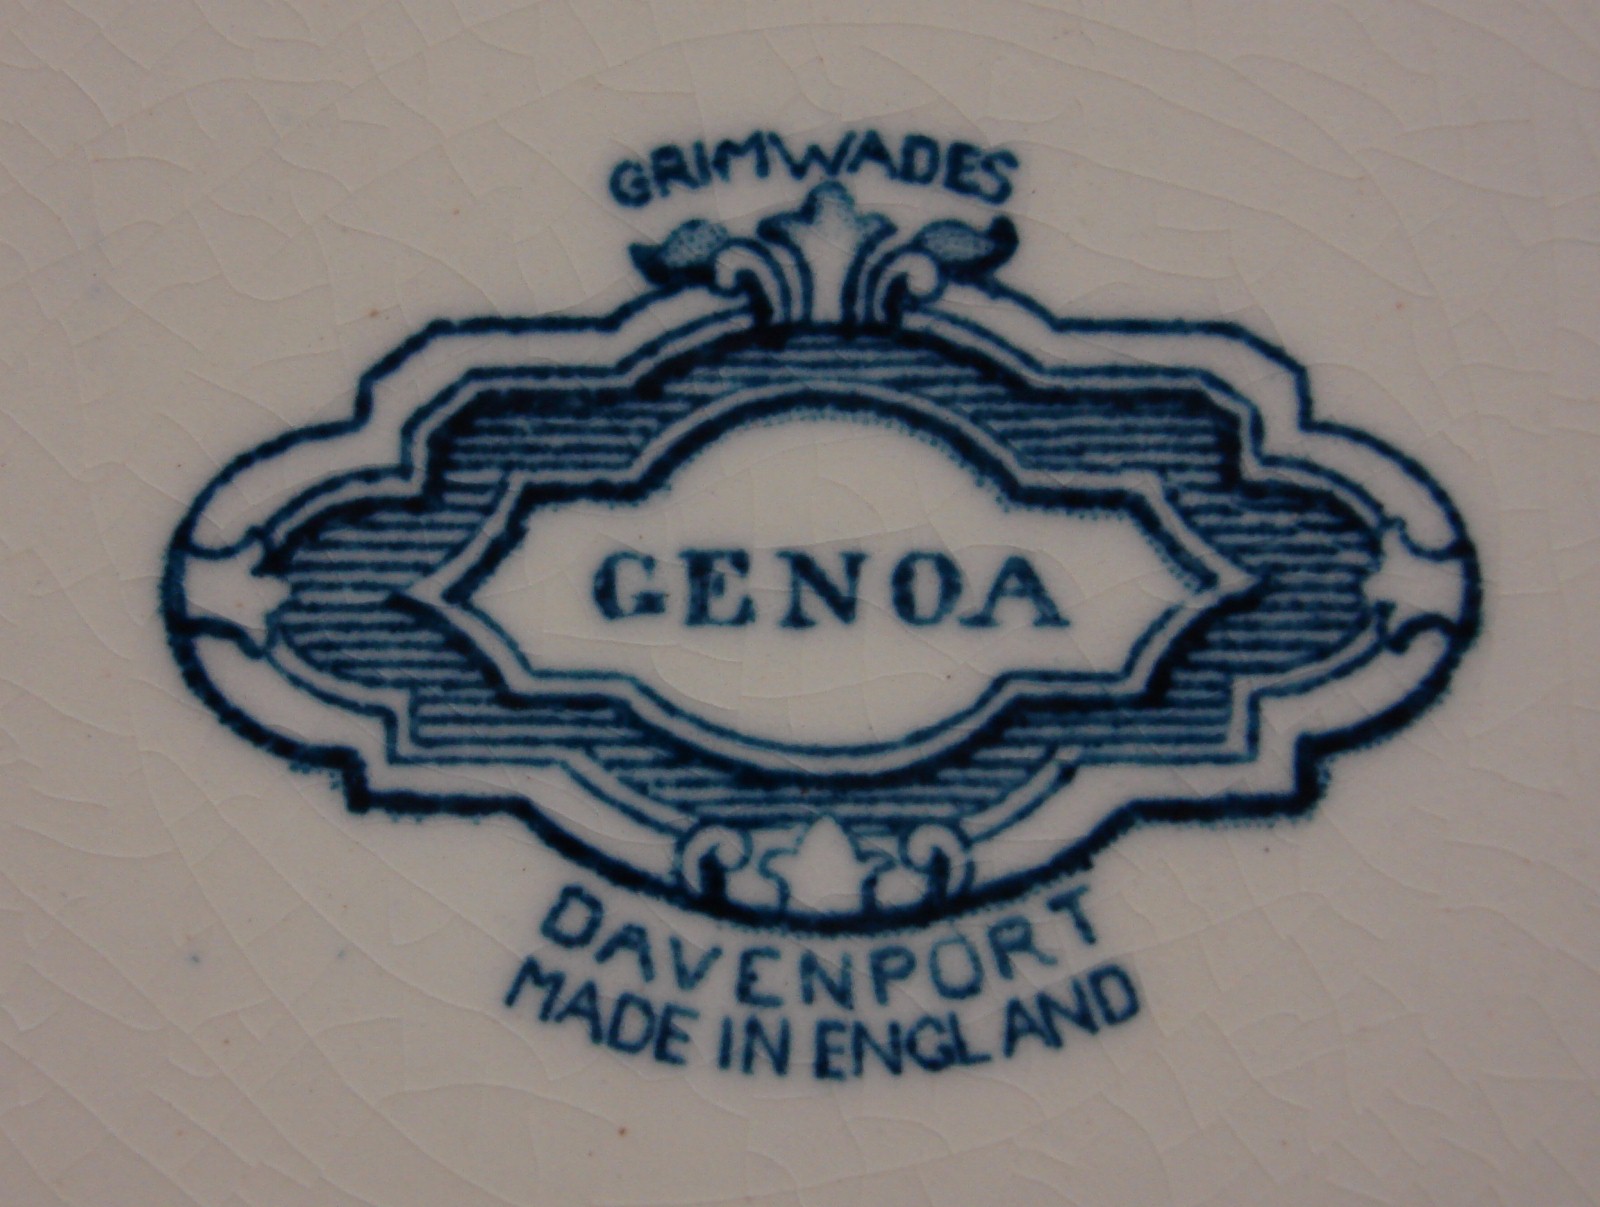 GRIMWADES
GENOA
DAVENPORT
MADE IN ENGLAND